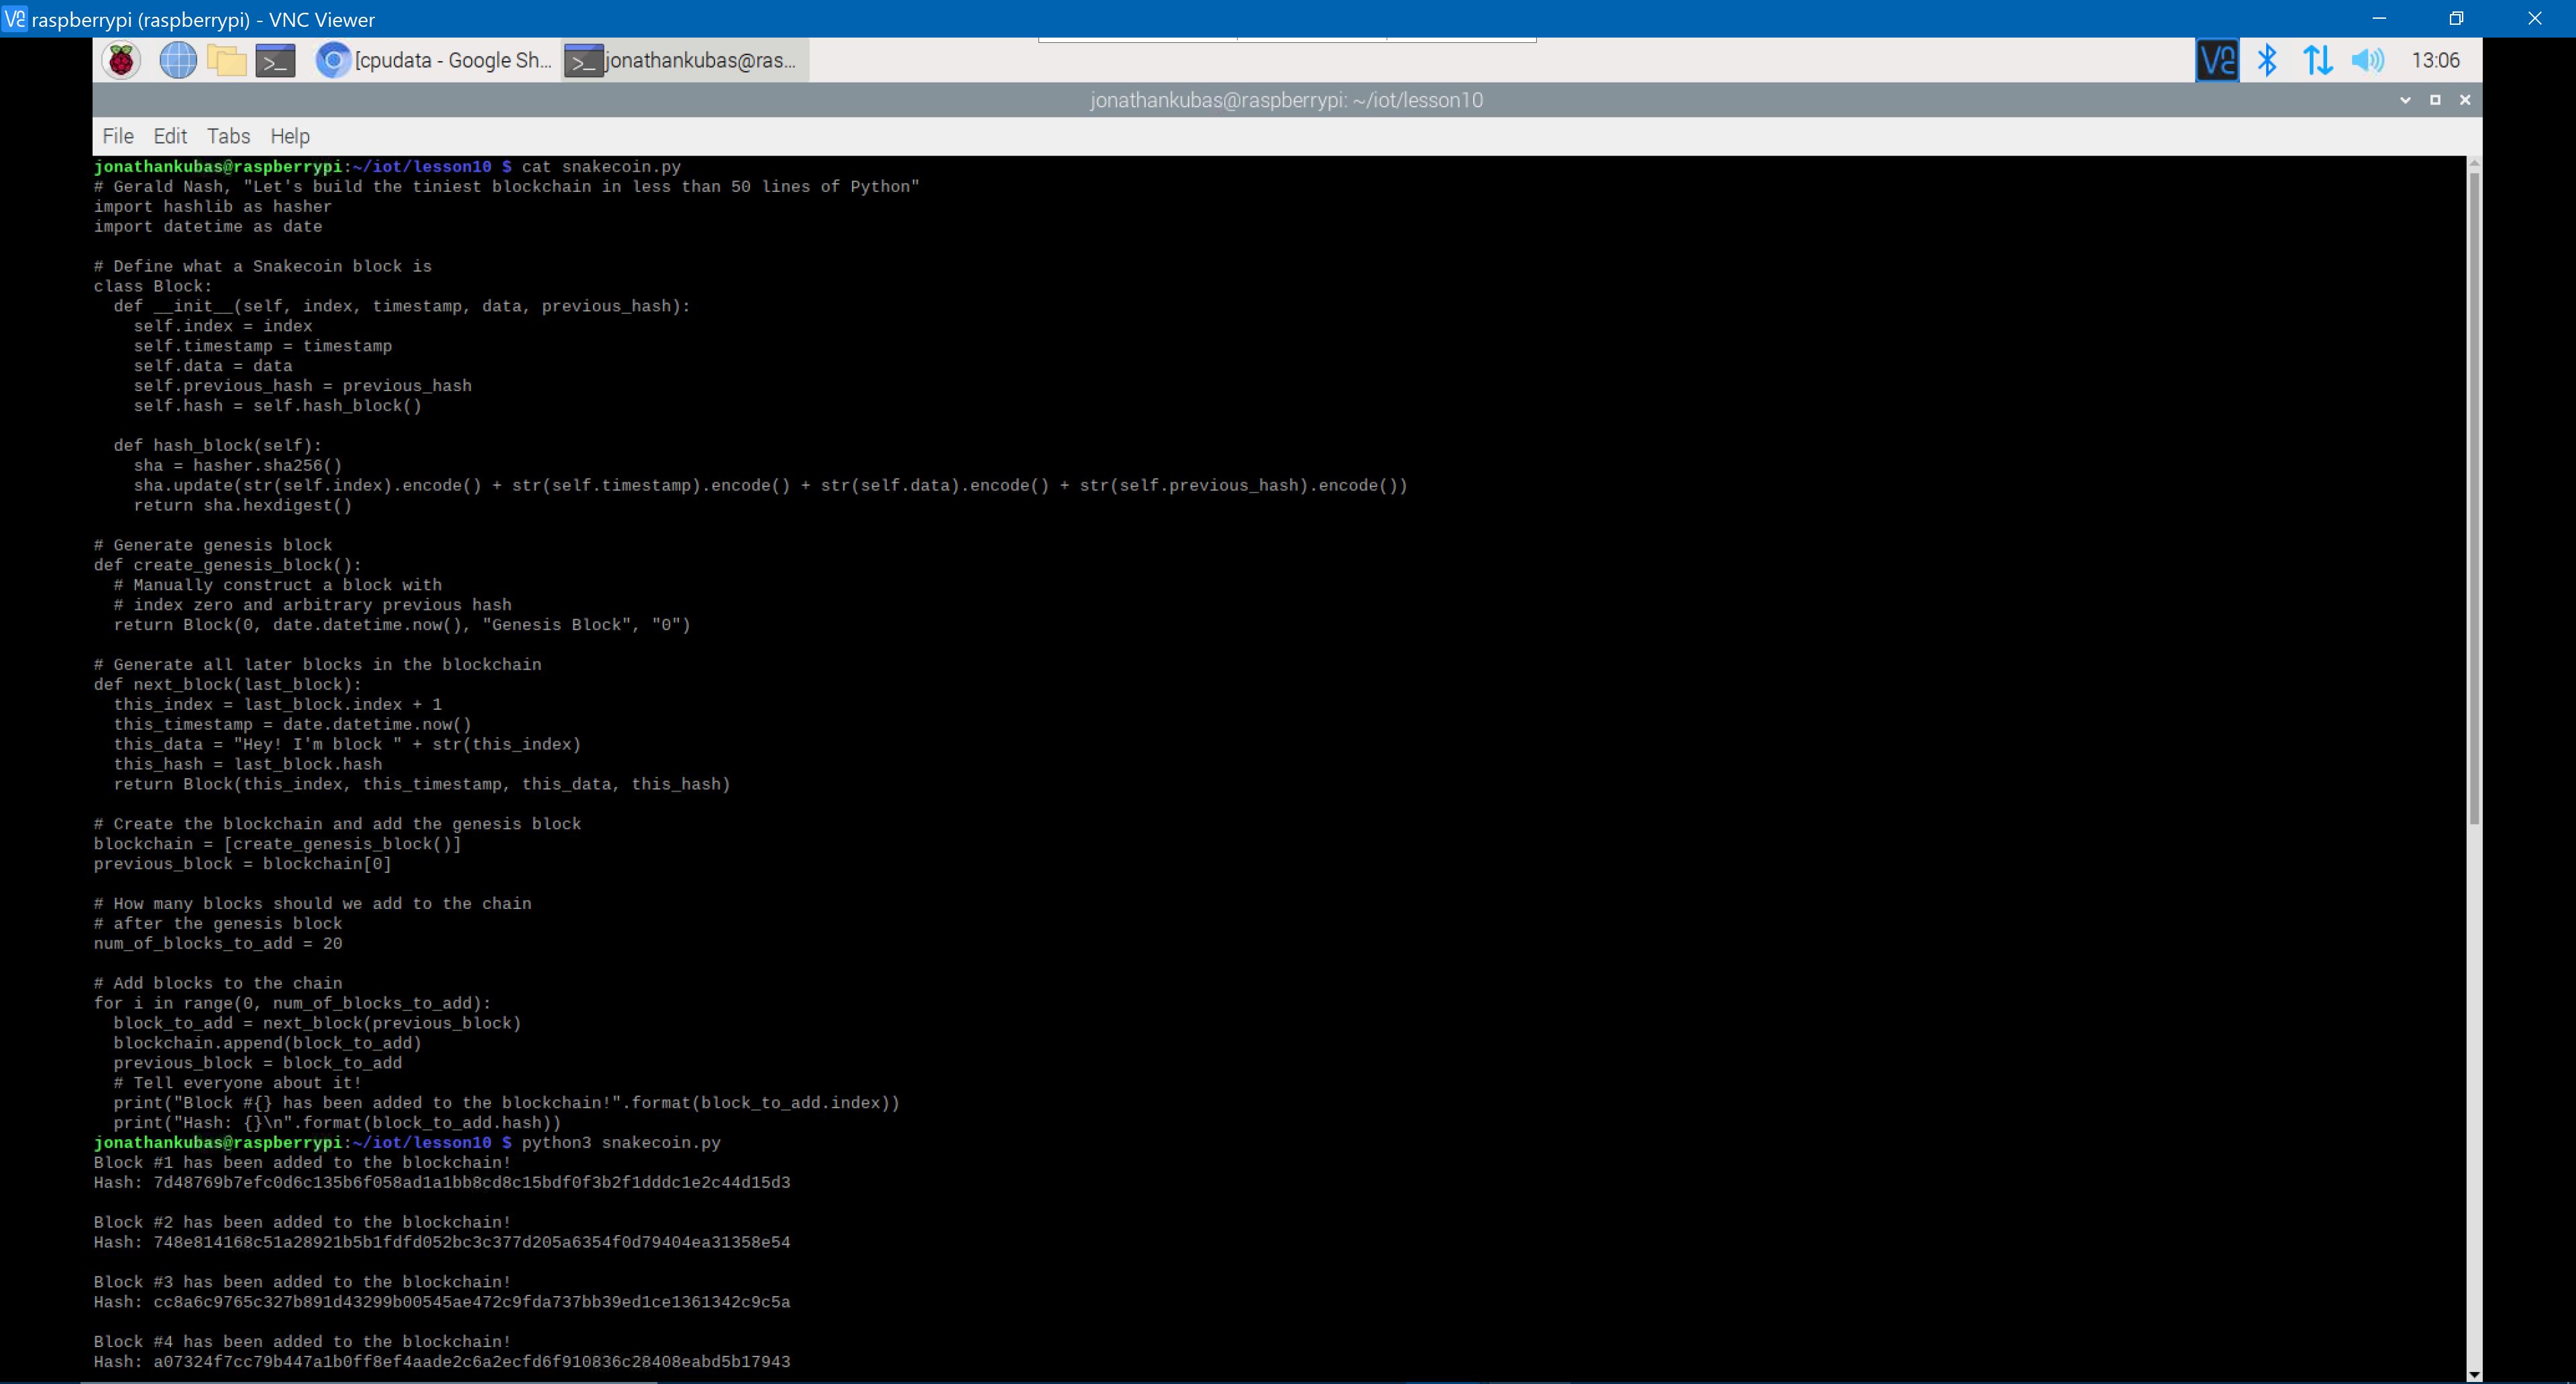 raspberrypi (raspberrypi) - VNC Viewer
[cpudata - Google Sh... jonathankubas@ras... 13:06
jonathankubas@raspberrypi: ~/iot/lesson10
File Edit Tabs Help
jonathankubas@raspberrypi:~/iot/lesson10 $ cat snakecoin.py
# Gerald Nash, "Let's build the tiniest blockchain in less than 50 lines of Python"
import hashlib as hasher
import datetime as date

# Define what a Snakecoin block is
class Block:
  def __init__(self, index, timestamp, data, previous_hash):
    self.index = index
    self.timestamp = timestamp
    self.data = data
    self.previous_hash = previous_hash
    self.hash = self.hash_block()

  def hash_block(self):
    sha = hasher.sha256()
    sha.update(str(self.index).encode() + str(self.timestamp).encode() + str(self.data).encode() + str(self.previous_hash).encode())
    return sha.hexdigest()

# Generate genesis block
def create_genesis_block():
  # Manually construct a block with
  # index zero and arbitrary previous hash
  return Block(0, date.datetime.now(), "Genesis Block", "0")

# Generate all later blocks in the blockchain
def next_block(last_block):
  this_index = last_block.index + 1
  this_timestamp = date.datetime.now()
  this_data = "Hey! I'm block " + str(this_index)
  this_hash = last_block.hash
  return Block(this_index, this_timestamp, this_data, this_hash)

# Create the blockchain and add the genesis block
blockchain = [create_genesis_block()]
previous_block = blockchain[0]

# How many blocks should we add to the chain
# after the genesis block
num_of_blocks_to_add = 20

# Add blocks to the chain
for i in range(0, num_of_blocks_to_add):
  block_to_add = next_block(previous_block)
  blockchain.append(block_to_add)
  previous_block = block_to_add
  # Tell everyone about it!
  print("Block #{} has been added to the blockchain!".format(block_to_add.index))
  print("Hash: {}\n".format(block_to_add.hash))
jonathankubas@raspberrypi:~/iot/lesson10 $ python3 snakecoin.py
Block #1 has been added to the blockchain!
Hash: 7d48769b7efc0d6c135b6f058ad1a1bb8cd8c15bdf0f3b2f1dddc1e2c44d15d3

Block #2 has been added to the blockchain!
Hash: 748e814168c51a28921b5b1fdfd052bc3c377d205a6354f0d79404ea31358e54

Block #3 has been added to the blockchain!
Hash: cc8a6c9765c327b891d43299b00545ae472c9fda737bb39ed1ce1361342c9c5a

Block #4 has been added to the blockchain!
Hash: a07324f7cc79b447a1b0ff8ef4aade2c6a2ecfd6f910836c28408eabd5b17943